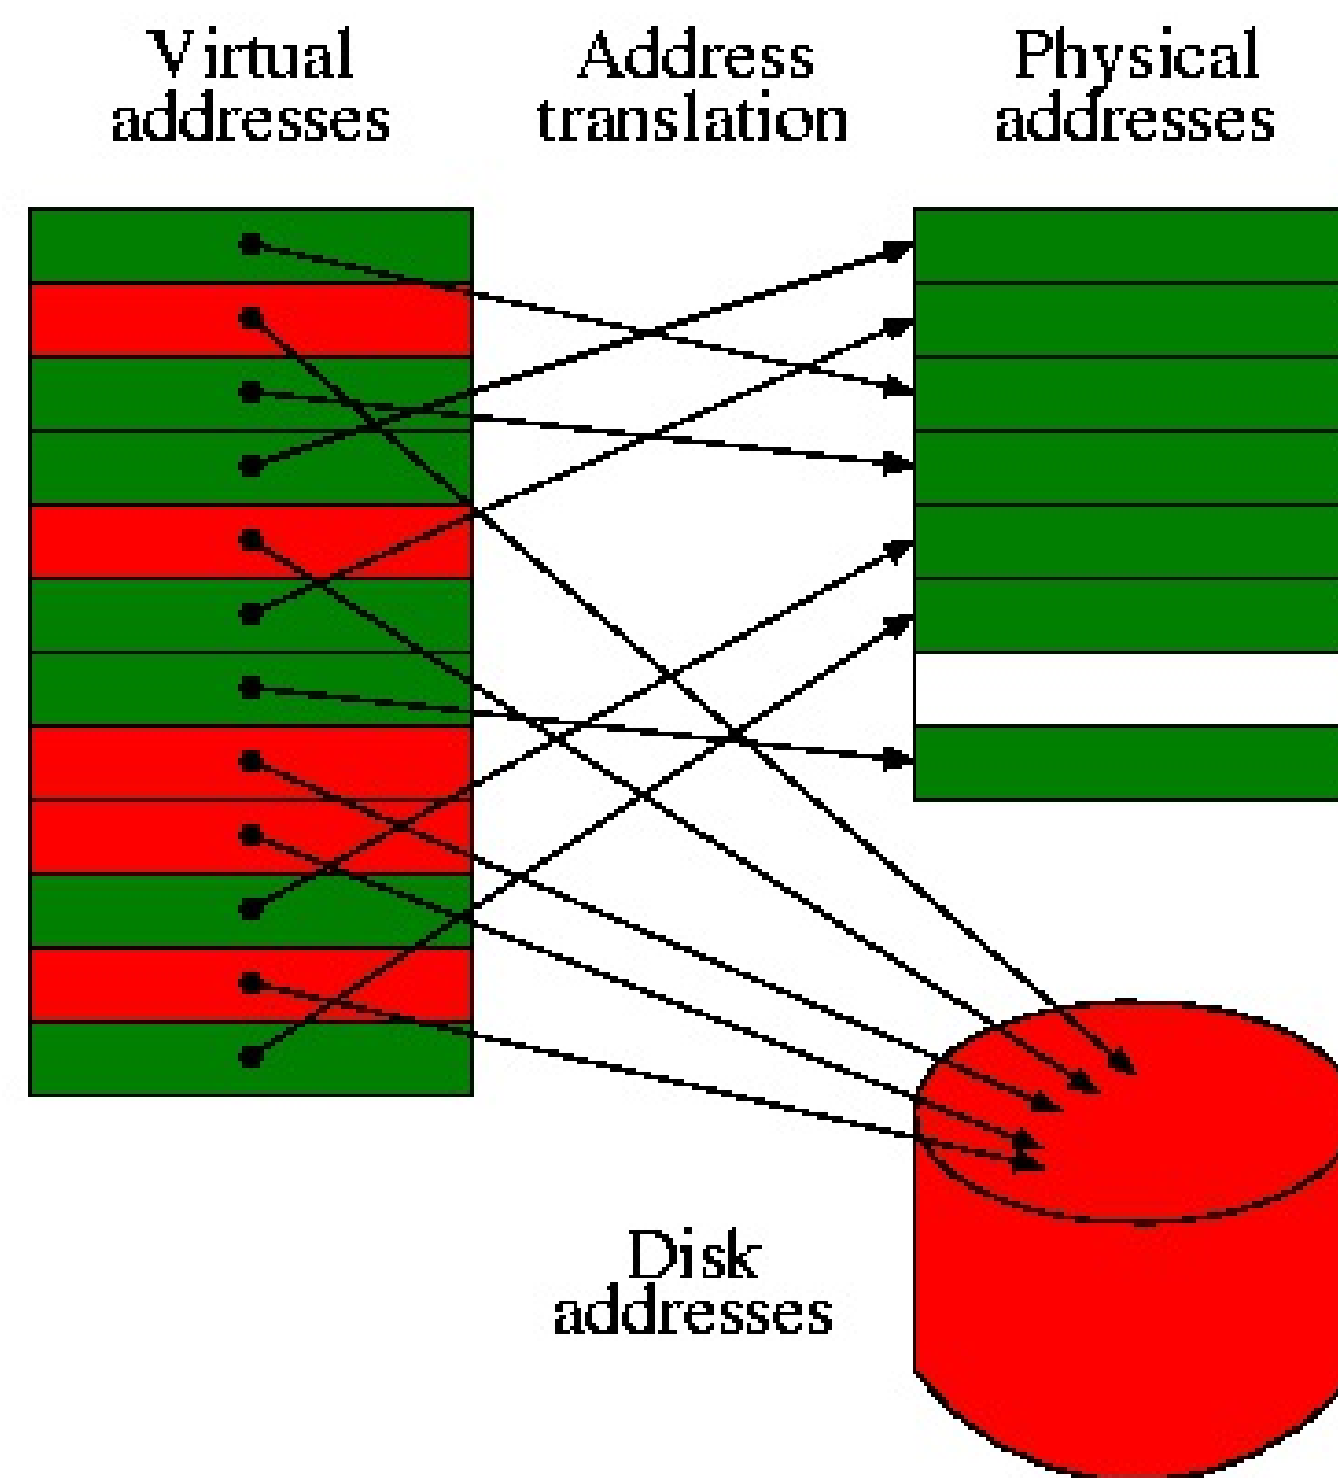 Virtual
addresses
Address
translation
Physical
addresses
Disk
addresses